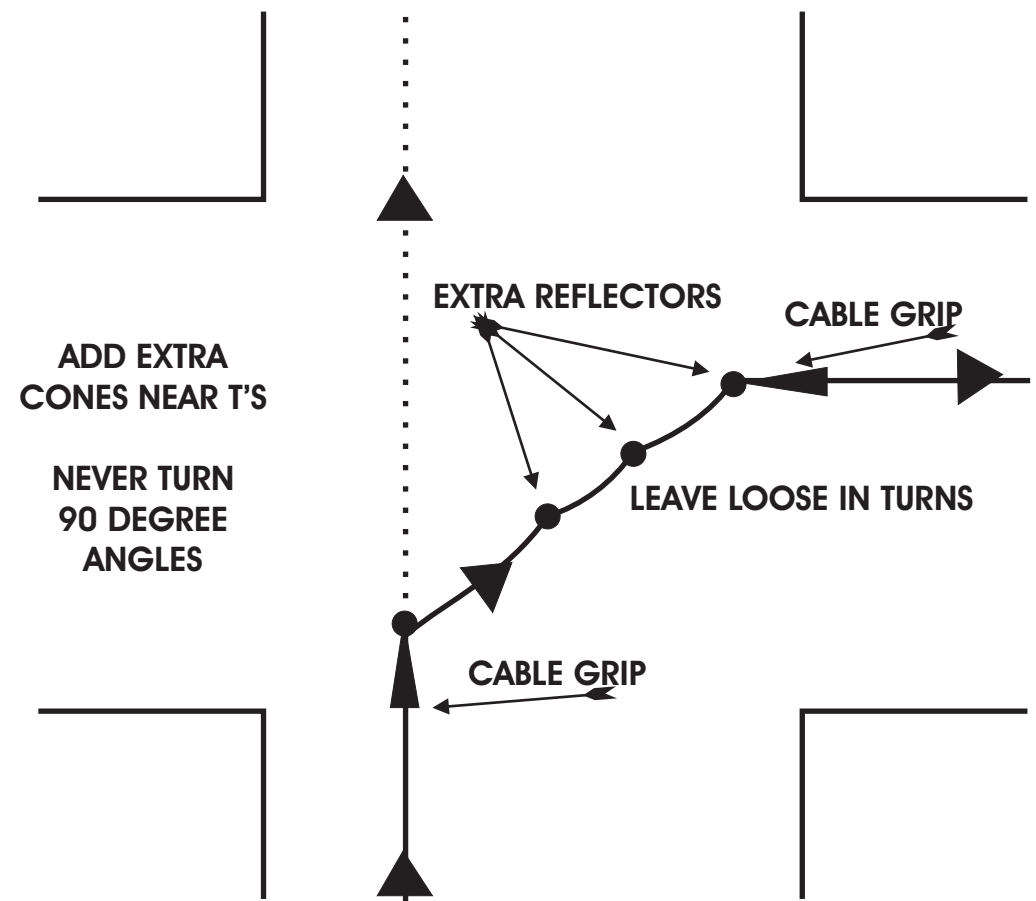 EXTRA REFLECTORS
CABLE GRIP
ADD EXTRA
CONES NEAR T'S
NEVER TURN
90 DEGREE
ANGLES
LEAVE LOOSE IN TURNS
CABLE GRIP